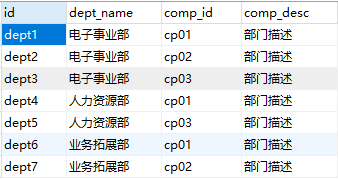 id dept_name comp_id comp_desc
dept1 电子事业部 cp01 部门描述
dept2 电子事业部 cp02 部门描述
dept3 电子事业部 cp03 部门描述
dept4 人力资源部 cp01 部门描述
dept5 人力资源部 cp03 部门描述
dept6 业务拓展部 cp01 部门描述
dept7 业务拓展部 cp02 部门描述